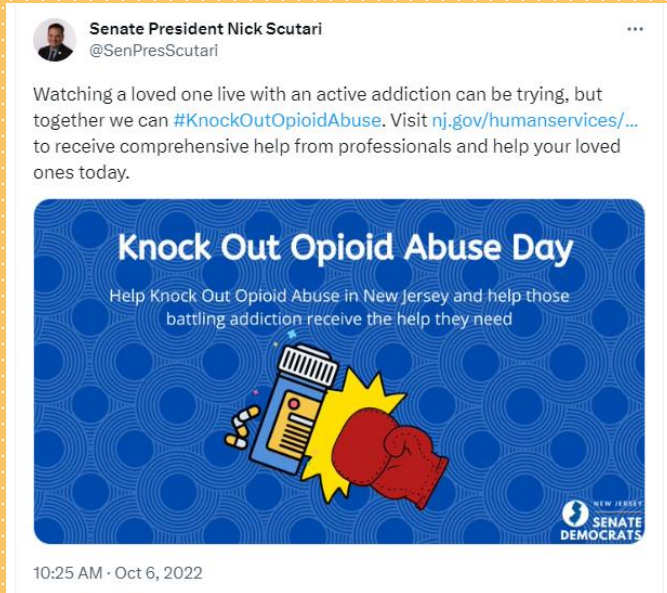 Senate President Nick Scutari
@SenPresScutari
Watching a loved one live with an active addiction can be trying, but
together we can #KnockOutOpioidAbuse. Visit nj.gov/humanservices/...
to receive comprehensive help from professionals and help your loved
ones today.
Knock Out Opioid Abuse Day
Help Knock Out Opioid Abuse in New Jersey and help those
battling addiction receive the help they need
NEW JERSEY
SENATE
DEMOCRATS
10:25 AM · Oct 6, 2022